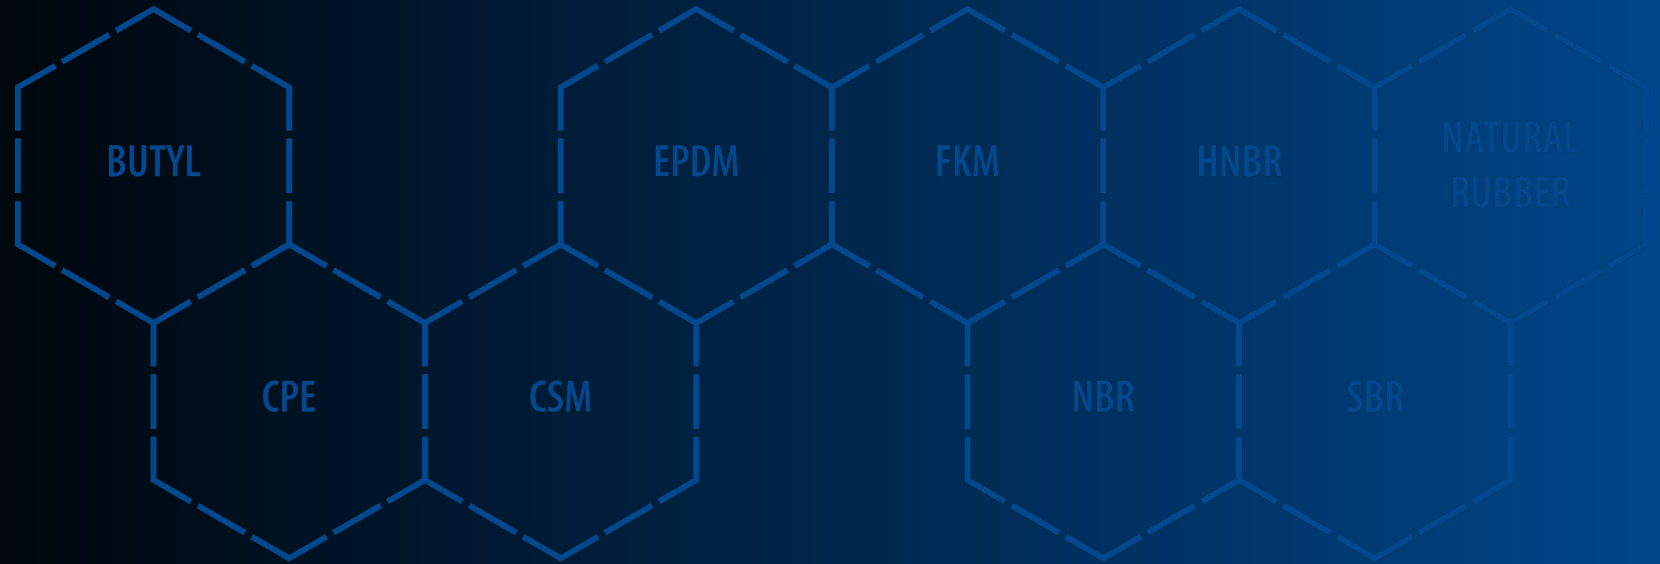 BUTYL
EPDM
FKM
HNBR
NATURAL
RUBBER
CPE
CSM
NBR
SBR